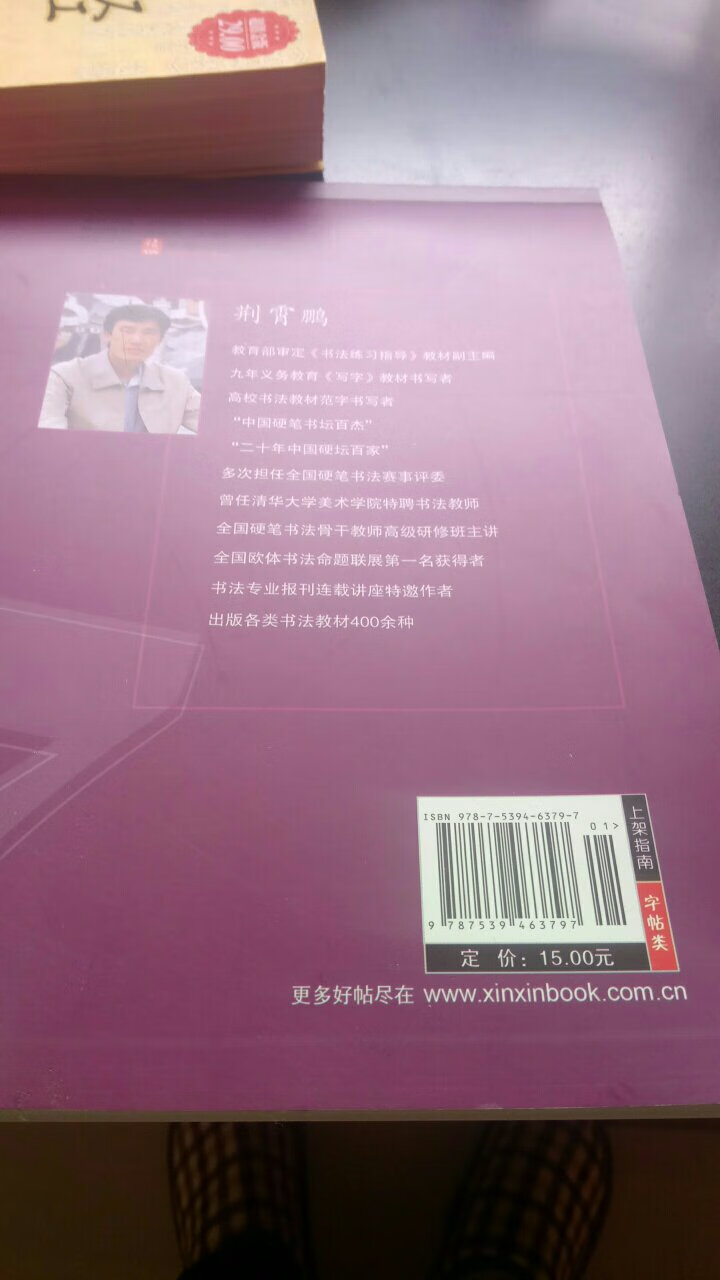 29.00
荆霄鹏
教育部审定《书法练习指导》教材副主编
九年义务教育《写字》教材书写者
高校书法教材范字书写者
“中国硬笔书坛百杰”
“二十年中国硬坛百家”
多次担任全国硬笔书法赛事评委
曾任清华大学美术学院特聘书法教师
全国硬笔书法骨干教师高级研修班主讲
全国欧体书法命题联展第一名获得者
书法专业报刊连载讲座特邀作者
出版各类书法教材400余种
ISBN 978-7-5394-6379-7
01>
9 787539 463797
定 价：15.00元
上架指南
字帖类
更多好帖尽在 www.xinxinbook.com.cn